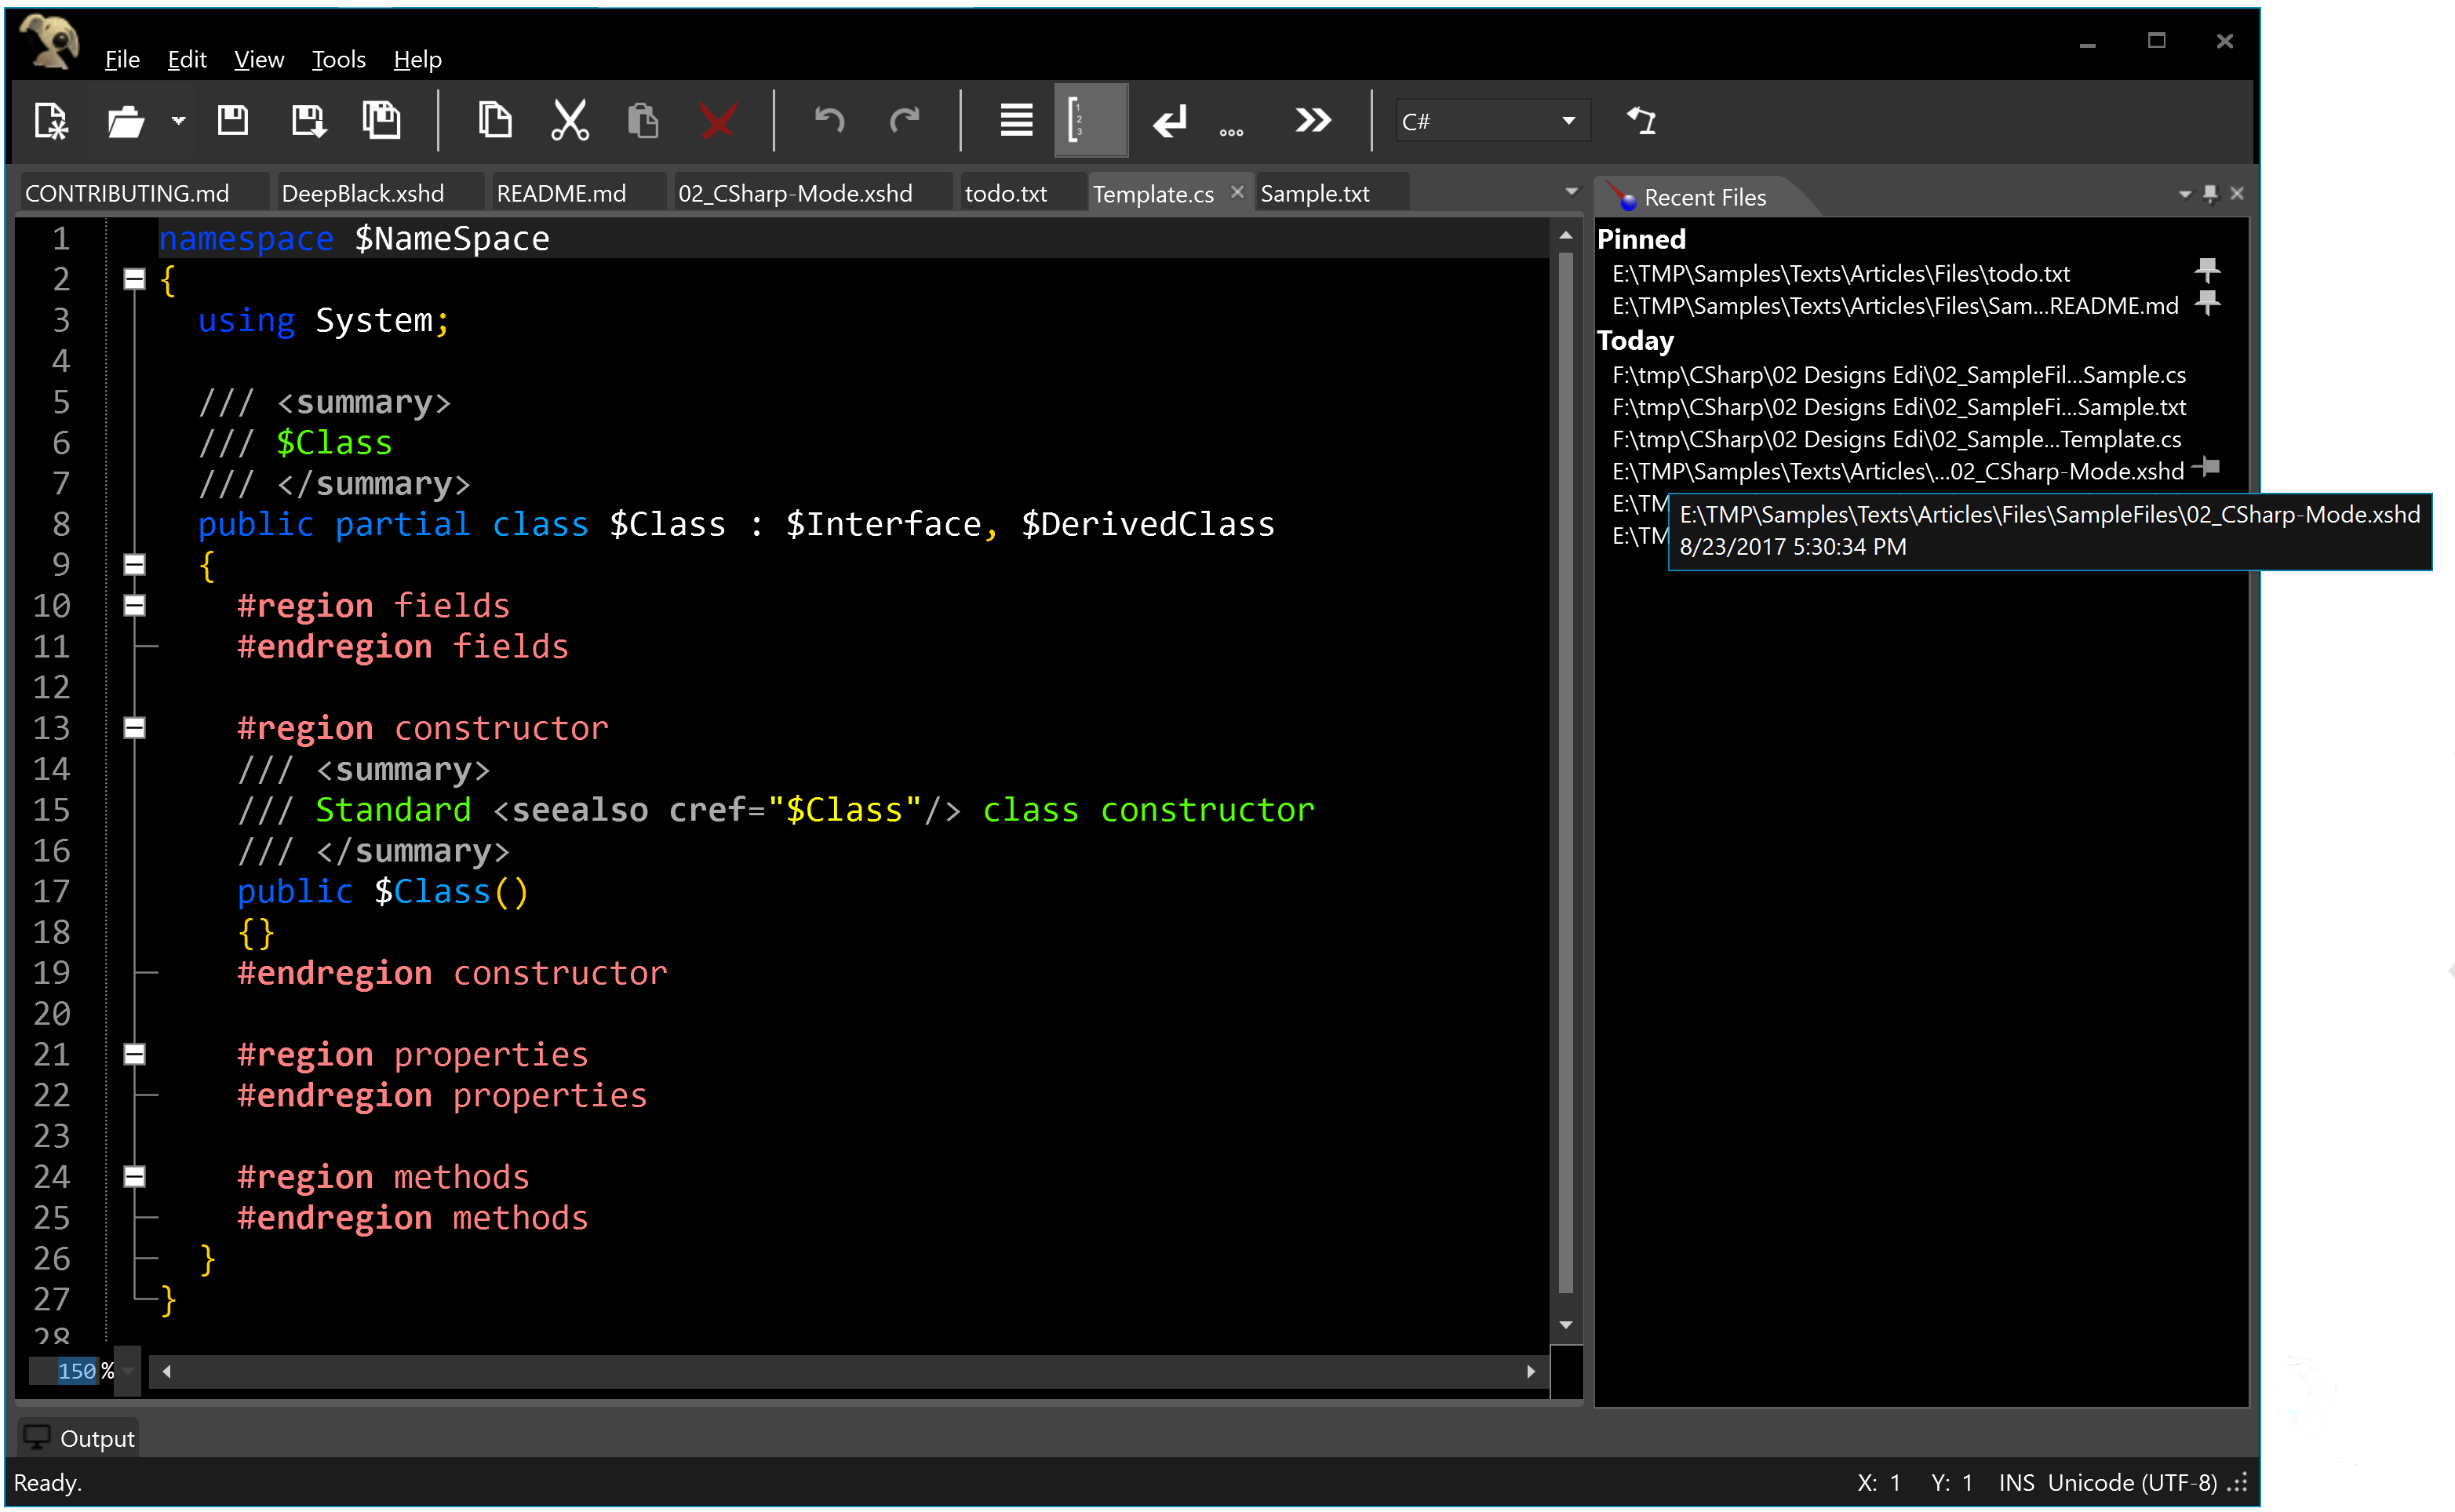 File Edit View Tools Help
C#
CONTRIBUTING.md DeepBlack.xshd README.md 02_CSharp-Mode.xshd todo.txt Template.cs Sample.txt
1 namespace $NameSpace
2 {
3 using System;
4
5 /// <summary>
6 /// $Class
7 /// </summary>
8 public partial class $Class : $Interface, $DerivedClass
9 {
10 #region fields
11 #endregion fields
12
13 #region constructor
14 /// <summary>
15 /// Standard <seealso cref="$Class"/> class constructor
16 /// </summary>
17 public $Class()
18 {}
19 #endregion constructor
20
21 #region properties
22 #endregion properties
23
24 #region methods
25 #endregion methods
26 }
27 }
28
150%
Recent Files
Pinned
E:\TMP\Samples\Texts\Articles\Files\todo.txt
E:\TMP\Samples\Texts\Articles\Files\Sam...README.md
Today
F:\tmp\CSharp\02 Designs Edi\02_SampleFil...Sample.cs
F:\tmp\CSharp\02 Designs Edi\02_SampleFi...Sample.txt
F:\tmp\CSharp\02 Designs Edi\02_Sample...Template.cs
E:\TMP\Samples\Texts\Articles\...02_CSharp-Mode.xshd
E:\TM
E:\TM
E:\TMP\Samples\Texts\Articles\Files\SampleFiles\02_CSharp-Mode.xshd
8/23/2017 5:30:34 PM
Output
Ready.
X: 1 Y: 1 INS Unicode (UTF-8)